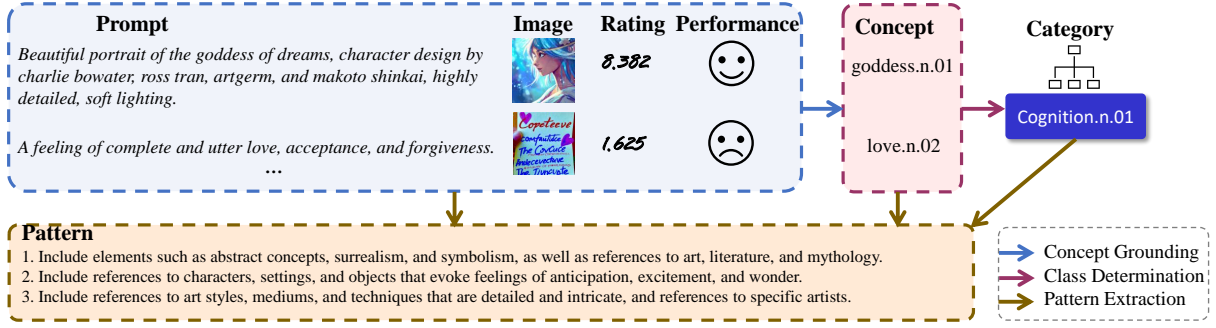 Prompt Image Rating Performance Concept Category
Beautiful portrait of the goddess of dreams, character design by
charlie bowater, ross tran, artgerm, and makoto shinkai, highly
detailed, soft lighting.
8.382
goddess.n.01
Cognition.n.01
A feeling of complete and utter love, acceptance, and forgiveness.
Copeteeve
The Covcuce
The Truncuate
1.625
love.n.02
...
Pattern
1. Include elements such as abstract concepts, surrealism, and symbolism, as well as references to art, literature, and mythology.
2. Include references to characters, settings, and objects that evoke feelings of anticipation, excitement, and wonder.
3. Include references to art styles, mediums, and techniques that are detailed and intricate, and references to specific artists.
Concept Grounding
Class Determination
Pattern Extraction